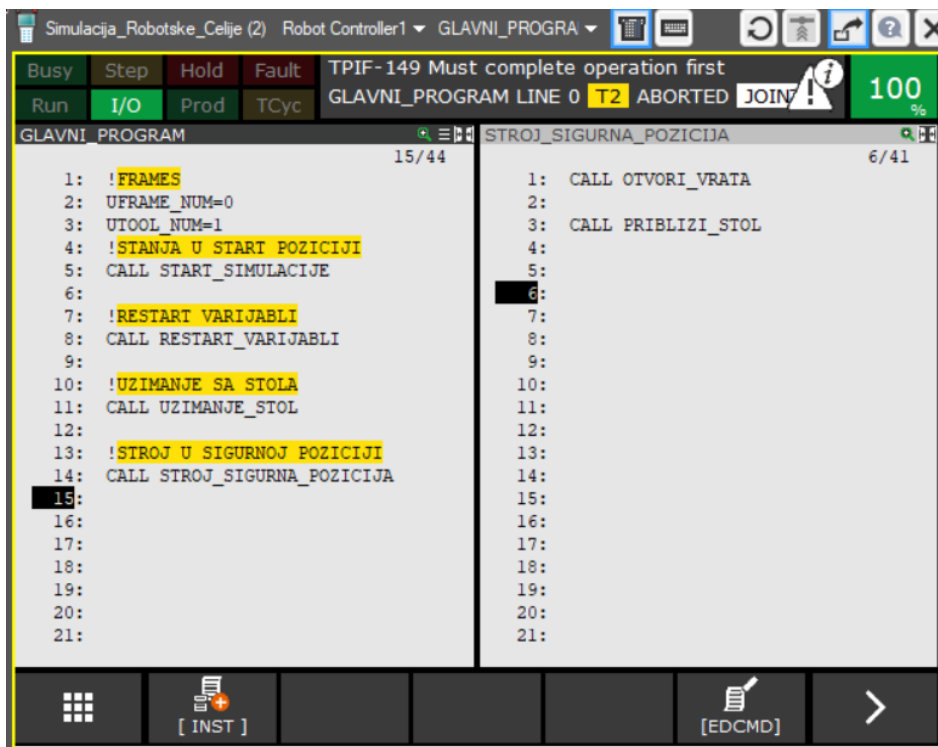 Simulacija_Robotske_Celije (2) Robot Controller1 GLAVNI_PROGRA
Busy Step Hold Fault
Run I/O Prod TCyc
TPIF-149 Must complete operation first
GLAVNI_PROGRAM LINE 0 T2 ABORTED JOINT
100
%
GLAVNI_PROGRAM
15/44
1: !FRAMES
2: UFRAME_NUM=0
3: UTOOL_NUM=1
4: !STANJA U START POZICIJI
5: CALL START_SIMULACIJE
6:
7: !RESTART VARIJABLI
8: CALL RESTART_VARIJABLI
9:
10: !UZIMANJE SA STOLA
11: CALL UZIMANJE_STOL
12:
13: !STROJ U SIGURNOJ POZICIJI
14: CALL STROJ_SIGURNA_POZICIJA
15:
16:
17:
18:
19:
20:
21:
STROJ_SIGURNA_POZICIJA
6/41
1: CALL OTVORI_VRATA
2:
3: CALL PRIBLIZI_STOL
4:
5:
6:
7:
8:
9:
10:
11:
12:
13:
14:
15:
16:
17:
18:
19:
20:
21:
[ INST ]
[EDCMD]